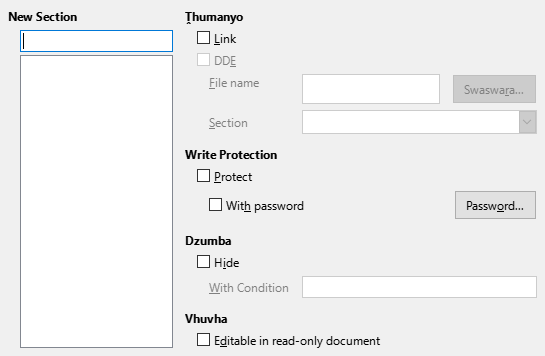 New Section
Ṱhumanyo
Link
DDE
File name
Swaswara...
Section
Write Protection
Protect
With password
Password...
Dzumba
Hide
With Condition
Vhuvha
Editable in read-only document